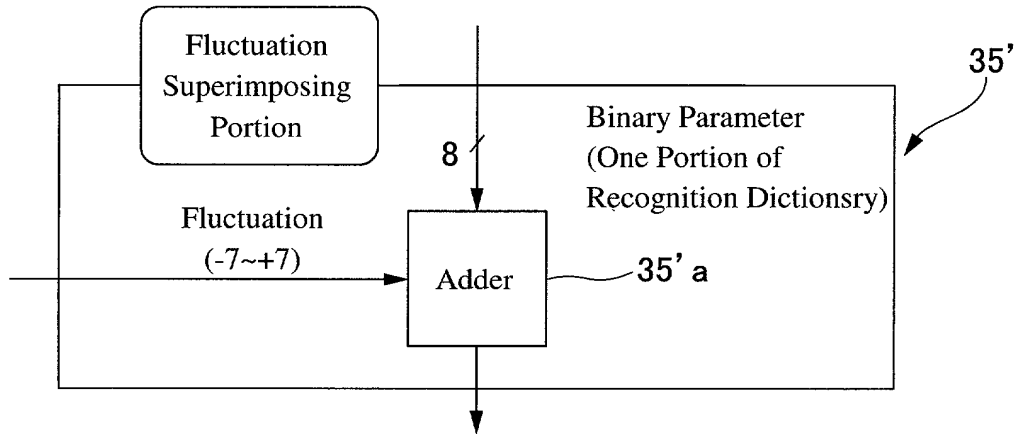 Fluctuation
Superimposing
Portion
35'
8
Binary Parameter
(One Portion of
Recognition Dictionsry)
Fluctuation
(-7~+7)
Adder
35' a